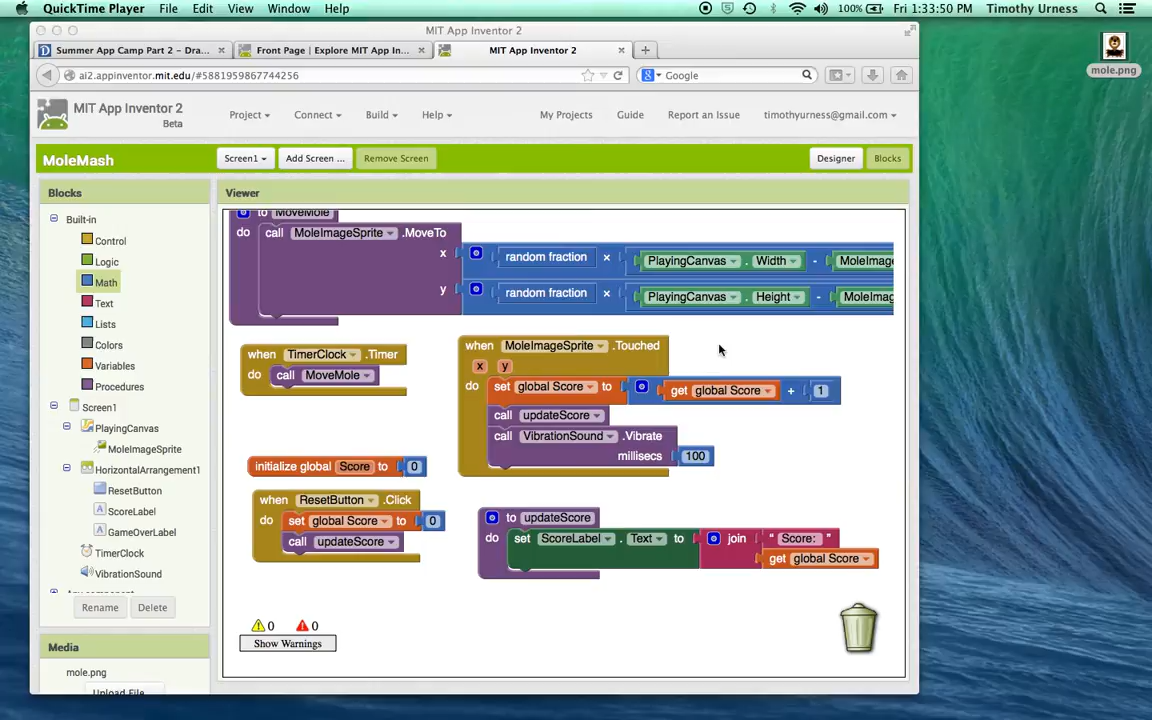 QuickTime Player File Edit View Window Help 100% Fri 1:33:50 PM Timothy Urness
MIT App Inventor 2
Summer App Camp Part 2 – Dra... Front Page | Explore MIT App In... MIT App Inventor 2
ai2.appinventor.mit.edu/#5881959867744256 Google
mole.png
MIT App Inventor 2
Beta
Project Connect Build Help My Projects Guide Report an Issue timothyurness@gmail.com
MoleMash Screen1 Add Screen ... Remove Screen Designer Blocks
Blocks
Viewer
Built-in
Control
Logic
Math
Text
Lists
Colors
Variables
Procedures
Screen1
PlayingCanvas
MoleImageSprite
HorizontalArrangement1
ResetButton
ScoreLabel
GameOverLabel
TimerClock
VibrationSound
Rename Delete
Media
mole.png
Upload File
to MoveMole
do call MoleImageSprite .MoveTo
x random fraction × PlayingCanvas . Width - MoleImage
y random fraction × PlayingCanvas . Height - MoleImag
when TimerClock .Timer
do call MoveMole
when MoleImageSprite .Touched
x y
do set global Score to get global Score + 1
call updateScore
call VibrationSound .Vibrate
millisecs 100
initialize global Score to 0
when ResetButton .Click
do set global Score to 0
call updateScore
to updateScore
do set ScoreLabel . Text to join " Score: "
get global Score
0 0
Show Warnings